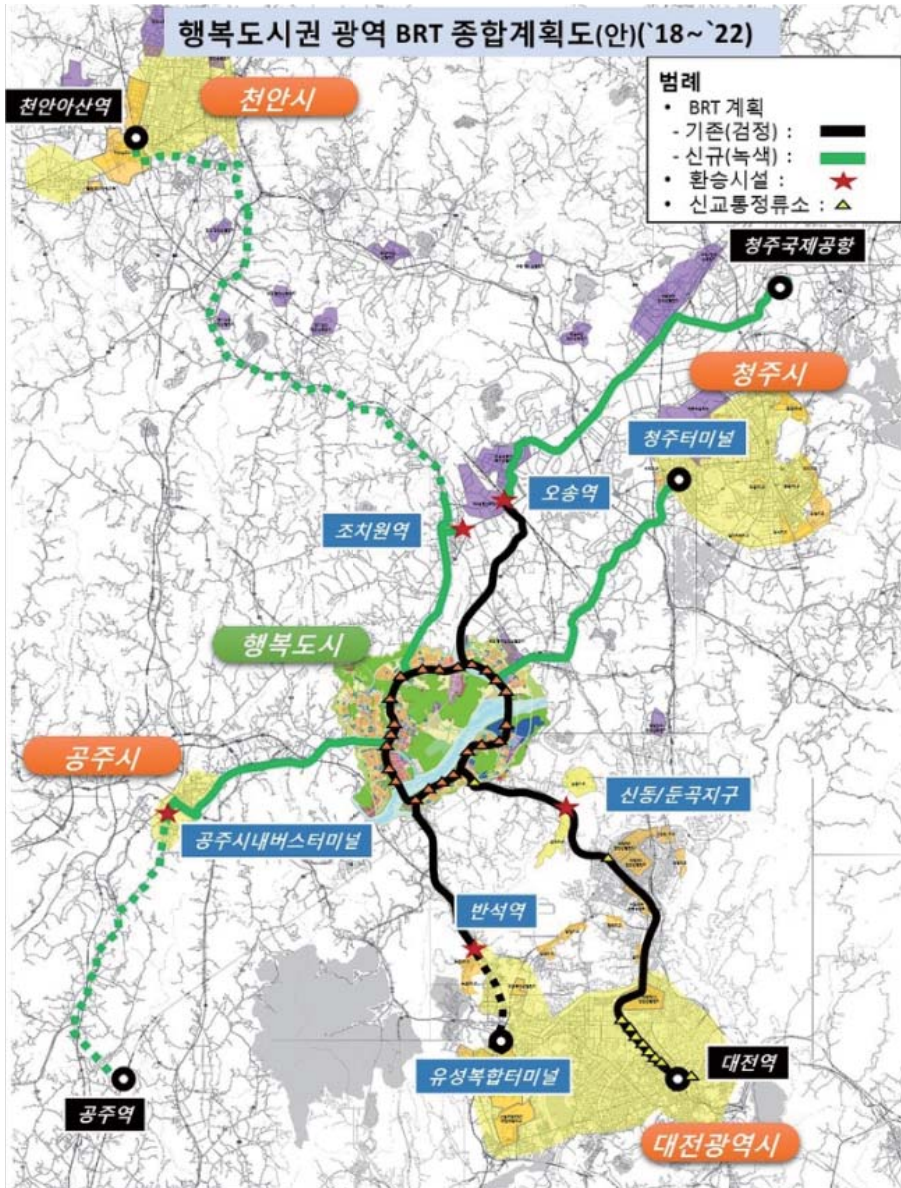 행복도시권 광역 BRT 종합계획도(안)(`18~`22)
범례
• BRT 계획
- 기존(검정) :
- 신규(녹색) :
• 환승시설 :
• 신교통정류소 :
천안시
천안아산역
청주국제공항
청주시
청주터미널
오송역
조치원역
행복도시
공주시
신동/둔곡지구
공주시내버스터미널
반석역
대전역
유성복합터미널
공주역
대전광역시